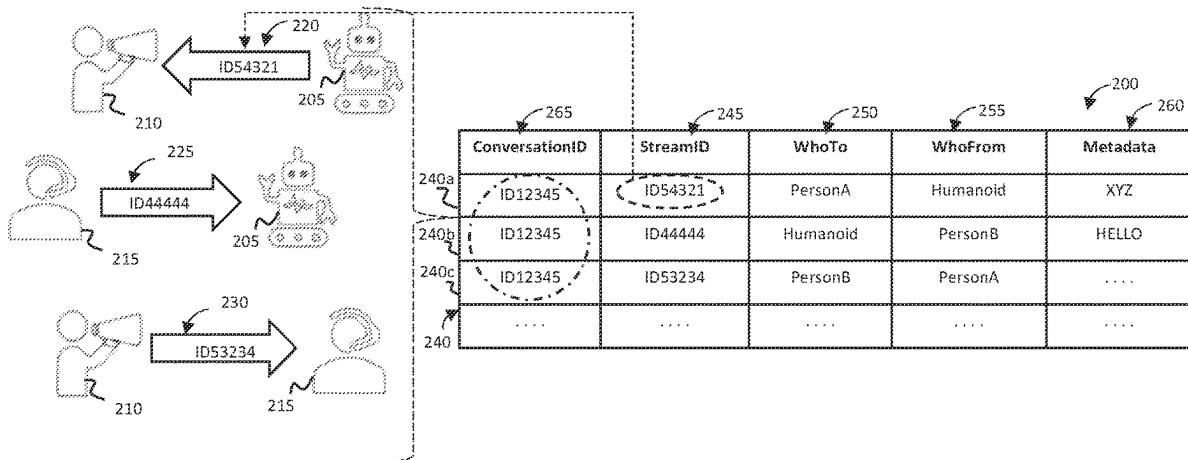 220
ID54321
205
210
225
ID44444
205
215
230
ID53234
210
215
200
265
245
250
255
260
ConversationID StreamID WhoTo WhoFrom Metadata
240a ID12345 ID54321 PersonA Humanoid XYZ
240b ID12345 ID44444 Humanoid PersonB HELLO
240c ID12345 ID53234 PersonB PersonA ....
240 .... .... .... .... ....